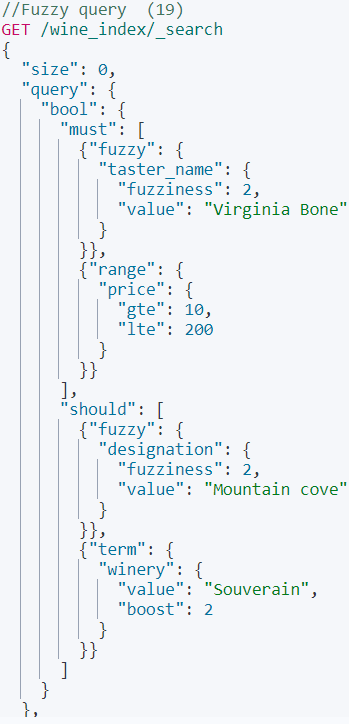 //Fuzzy query  (19)
GET /wine_index/_search
{
  "size": 0,
  "query": {
    "bool": {
      "must": [
        {"fuzzy": {
          "taster_name": {
            "fuzziness": 2,
            "value": "Virginia Bone"
          }
        }},
        {"range": {
          "price": {
            "gte": 10,
            "lte": 200
          }
        }}
      ],
      "should": [
        {"fuzzy": {
          "designation": {
            "fuzziness": 2,
            "value": "Mountain cove"
          }
        }},
        {"term": {
          "winery": {
            "value": "Souverain",
            "boost": 2
          }
        }}
      ]
    }
  },